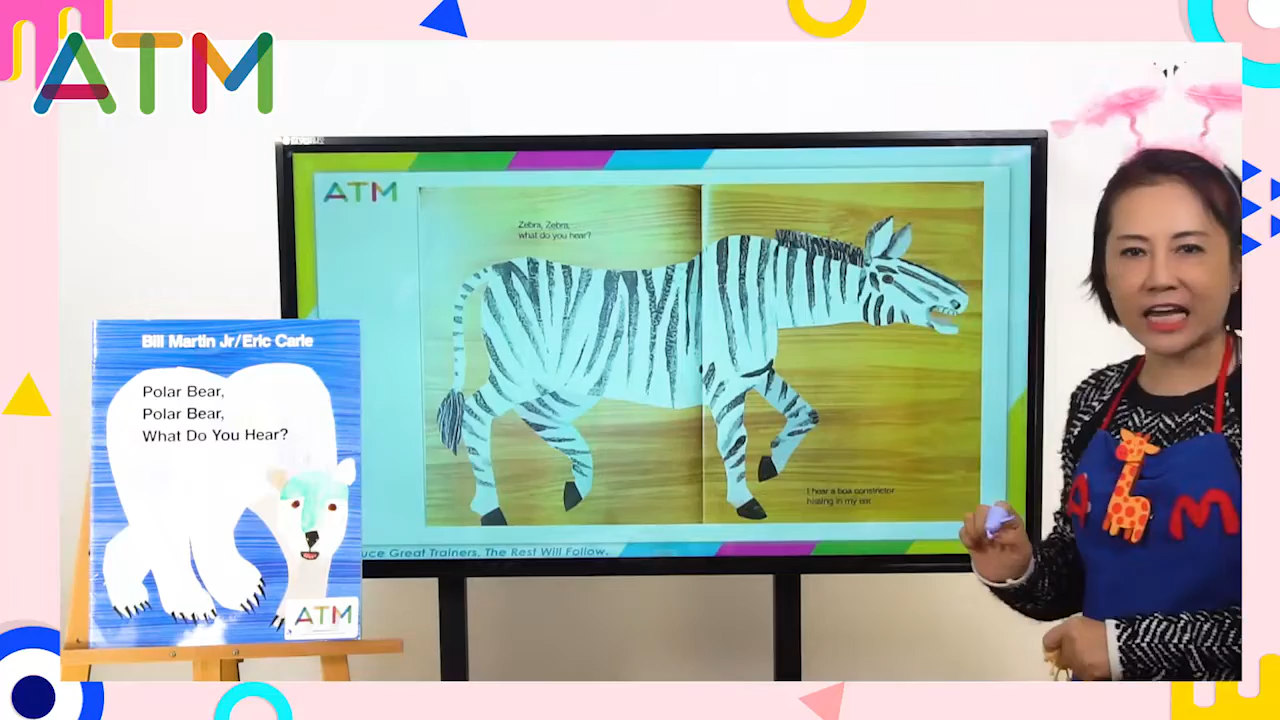 ATM
ATM
Zebra, Zebra,
what do you hear?
I hear a boa constrictor
hissing in my ear.
Bill Martin Jr/Eric Carle
Polar Bear,
Polar Bear,
What Do You Hear?
ATM
uce Great Trainers, The Rest Will Follow.
A M